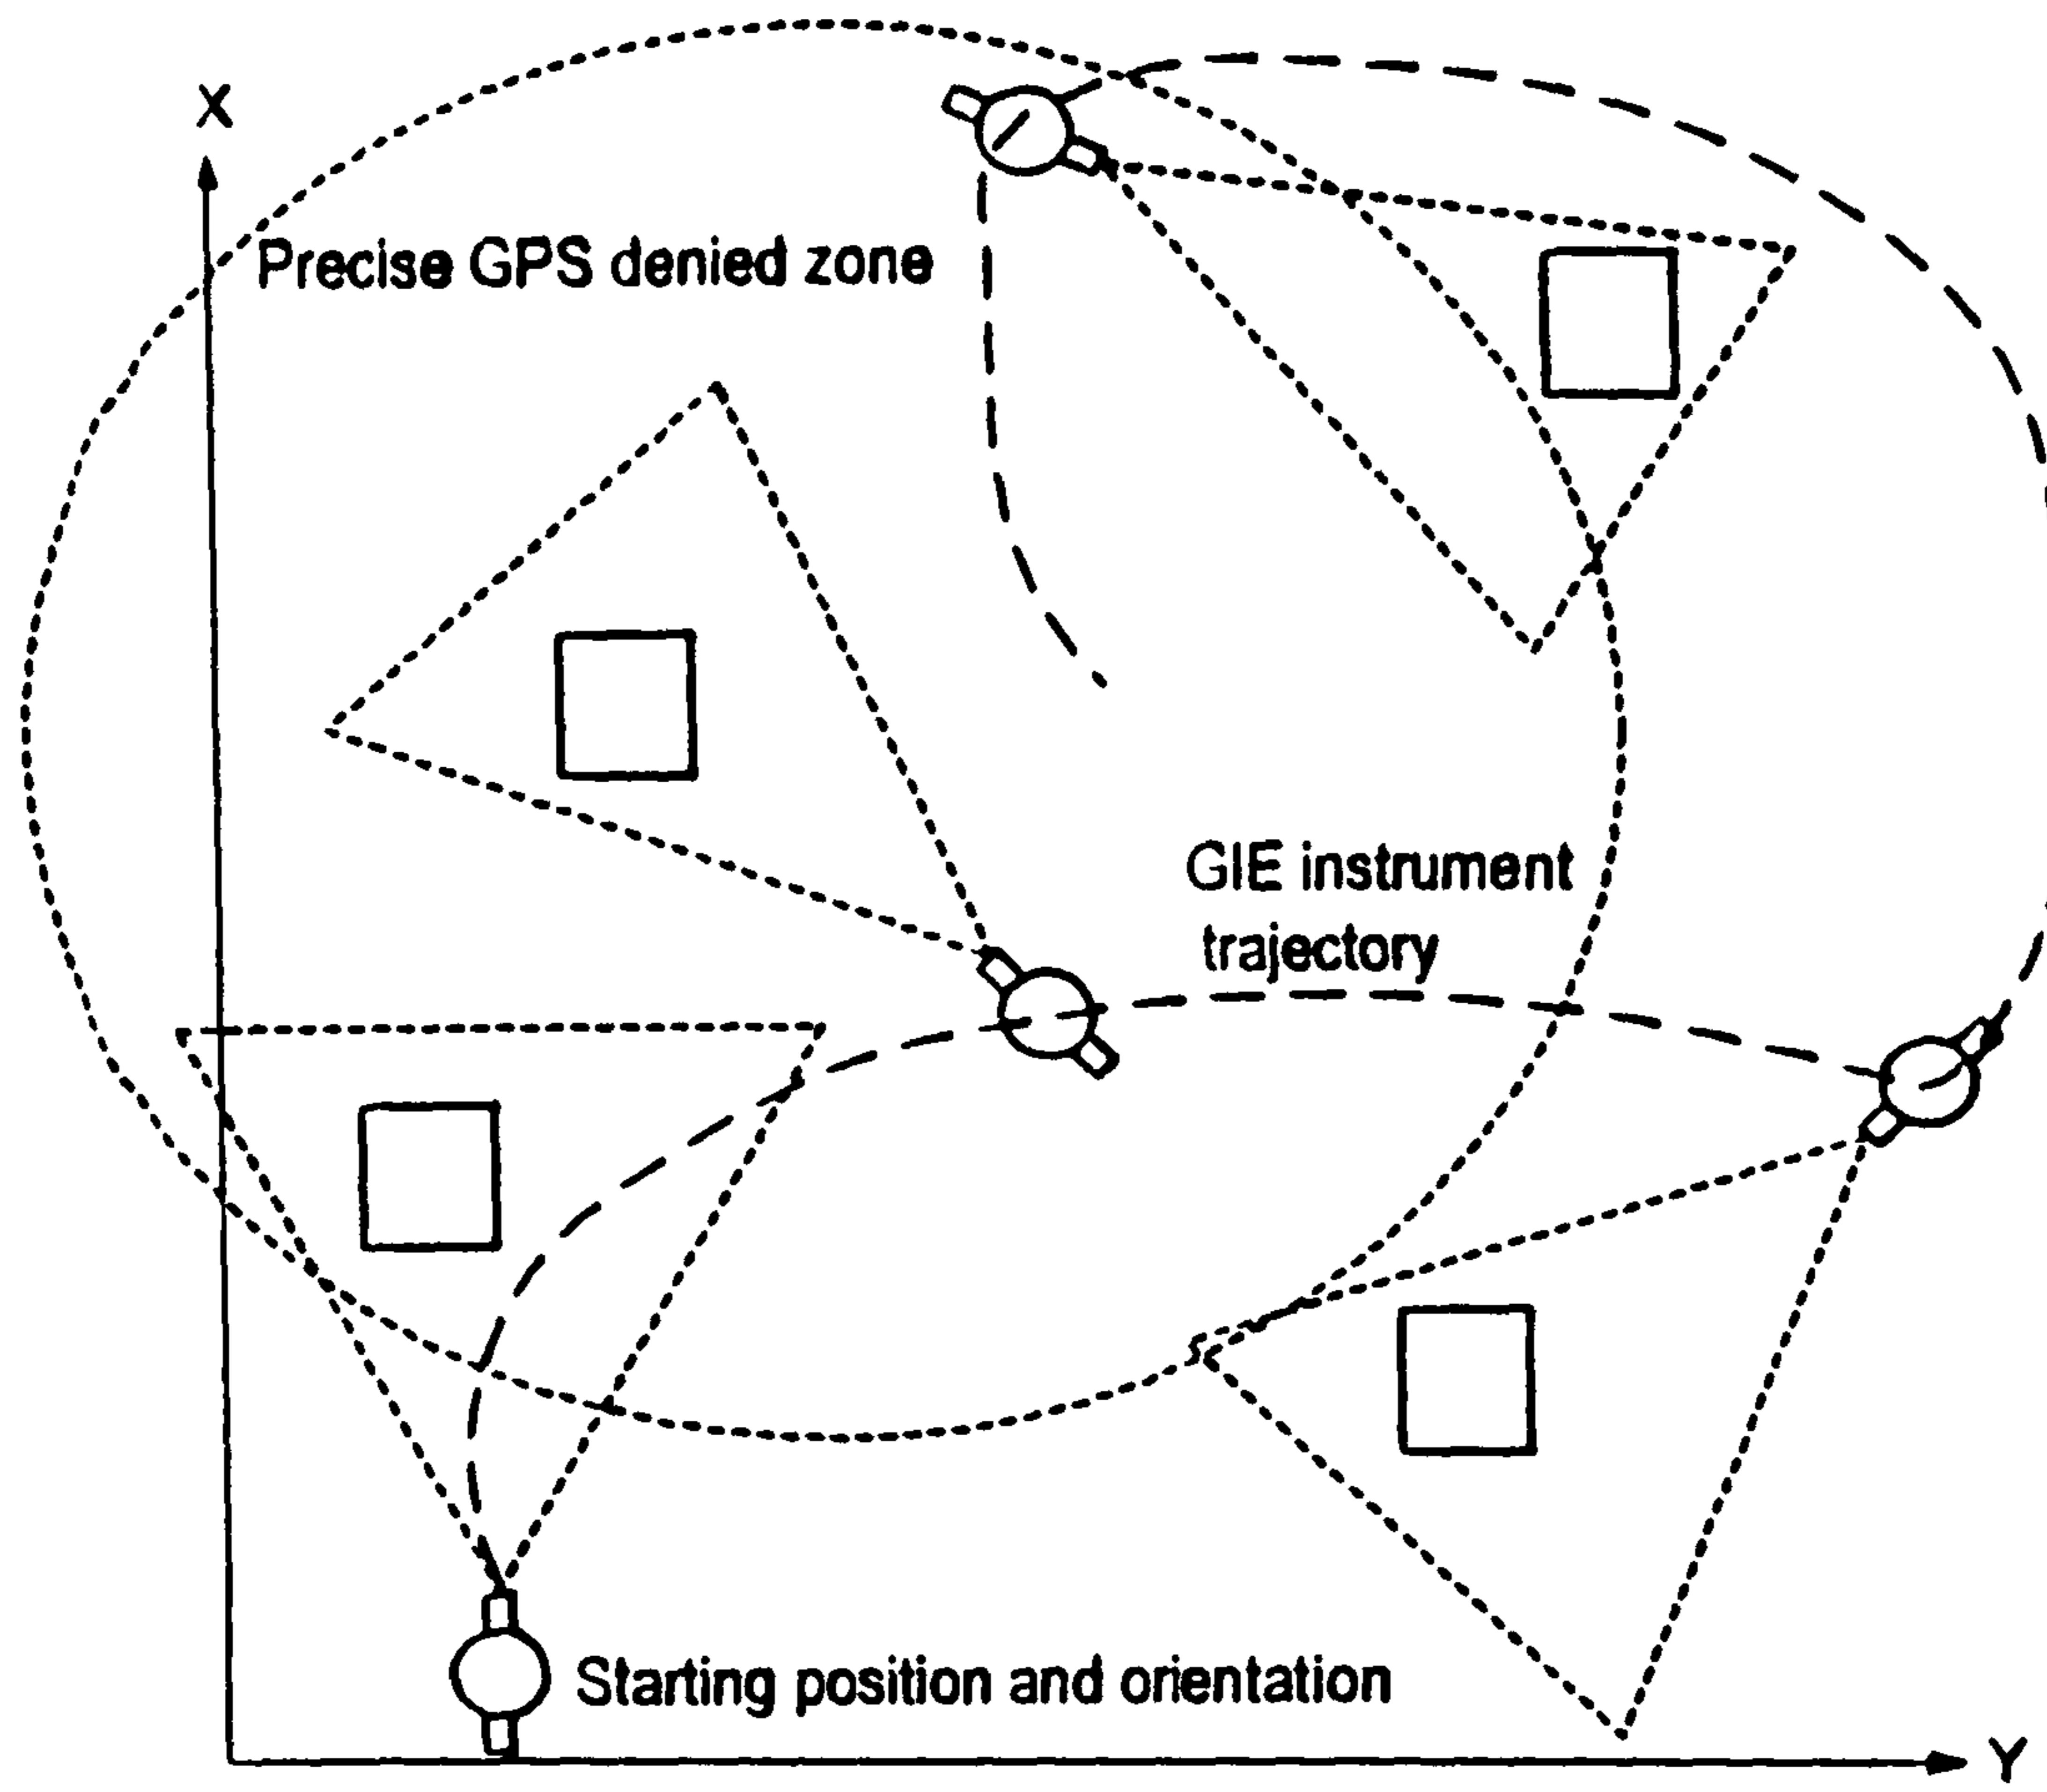 X
Precise GPS denied zone
GIE instrument
trajectory
Starting position and orientation
Y